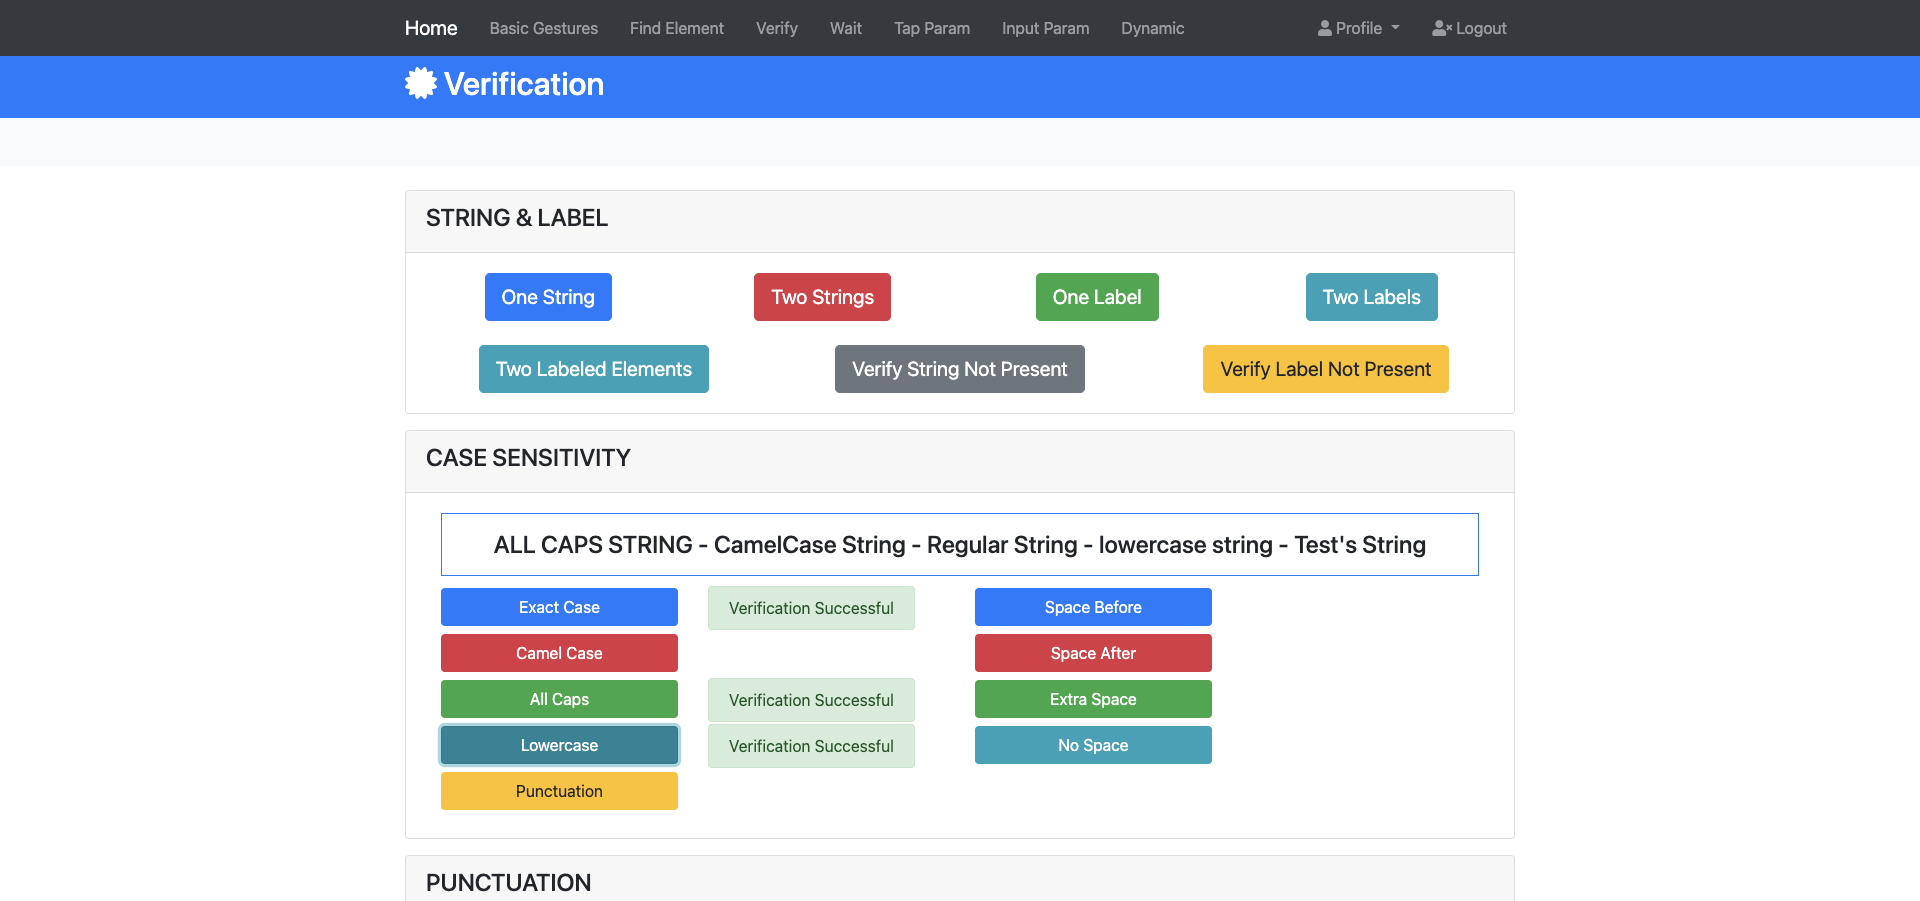 Home Basic Gestures Find Element Verify Wait Tap Param Input Param Dynamic Profile Logout
Verification
STRING & LABEL
One String Two Strings One Label Two Labels
Two Labeled Elements Verify String Not Present Verify Label Not Present
CASE SENSITIVITY
ALL CAPS STRING - CamelCase String - Regular String - lowercase string - Test's String
Exact Case Verification Successful Space Before
Camel Case Space After
All Caps Verification Successful Extra Space
Lowercase Verification Successful No Space
Punctuation
PUNCTUATION